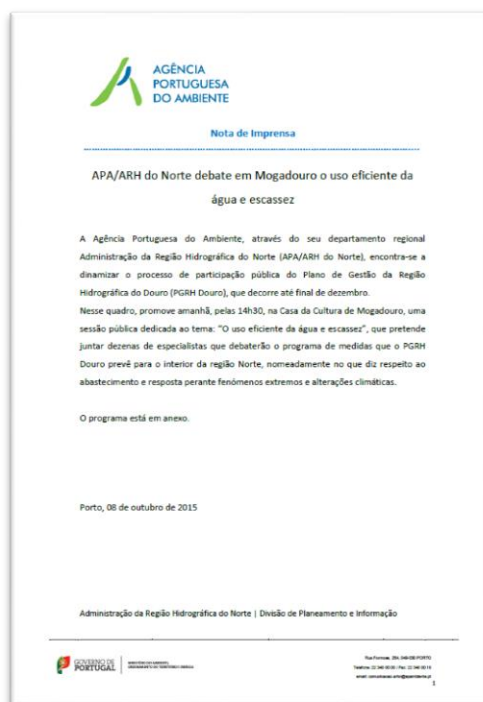 AGÊNCIA
PORTUGUESA
DO AMBIENTE
Nota de Imprensa
APA/ARH do Norte debate em Mogadouro o uso eficiente da
água e escassez
A Agência Portuguesa do Ambiente, através do seu departamento regional
Administração da Região Hidrográfica do Norte (APA/ARH do Norte), encontra-se a
dinamizar o processo de participação pública do Plano de Gestão da Região
Hidrográfica do Douro (PGRH Douro), que decorre até final de dezembro.
Nesse quadro, promove amanhã, pelas 14h30, na Casa da Cultura de Mogadouro, uma
sessão pública dedicada ao tema: "O uso eficiente da água e escassez", que pretende
juntar dezenas de especialistas que debaterão o programa de medidas que o PGRH
Douro prevê para o interior da região Norte, nomeadamente no que diz respeito ao
abastecimento e resposta perante fenómenos extremos e alterações climáticas.
O programa está em anexo.
Porto, 08 de outubro de 2015
Administração da Região Hidrográfica do Norte | Divisão de Planeamento e Informação
GOVERNO DE
PORTUGAL
1